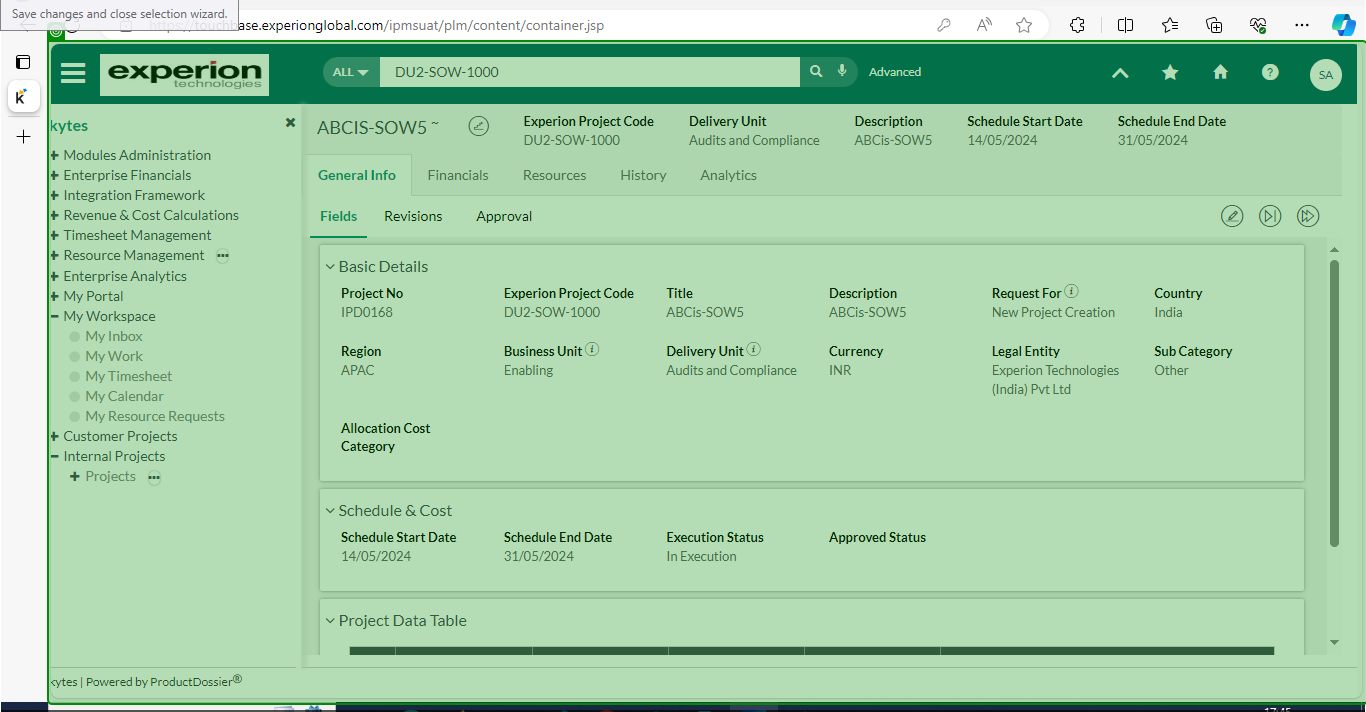 Save changes and close selection wizard.
https://touchbase.experionglobal.com/ipmsuat/plm/content/container.jsp
experion
technologies
ALL DU2-SOW-1000 Advanced ? SA
kytes
Modules Administration
Enterprise Financials
Integration Framework
Revenue & Cost Calculations
Timesheet Management
Resource Management
Enterprise Analytics
My Portal
My Workspace
My Inbox
My Work
My Timesheet
My Calendar
My Resource Requests
Customer Projects
Internal Projects
Projects
ABCIS-SOW5 ~
Experion Project Code Delivery Unit Description Schedule Start Date Schedule End Date
DU2-SOW-1000 Audits and Compliance ABCis-SOW5 14/05/2024 31/05/2024
General Info Financials Resources History Analytics
Fields Revisions Approval
Basic Details
Project No Experion Project Code Title Description Request For Country
IPD0168 DU2-SOW-1000 ABCis-SOW5 ABCis-SOW5 New Project Creation India
Region Business Unit Delivery Unit Currency Legal Entity Sub Category
APAC Enabling Audits and Compliance INR Experion Technologies Other
(India) Pvt Ltd
Allocation Cost
Category
Schedule & Cost
Schedule Start Date Schedule End Date Execution Status Approved Status
14/05/2024 31/05/2024 In Execution
Project Data Table
kytes | Powered by ProductDossier®